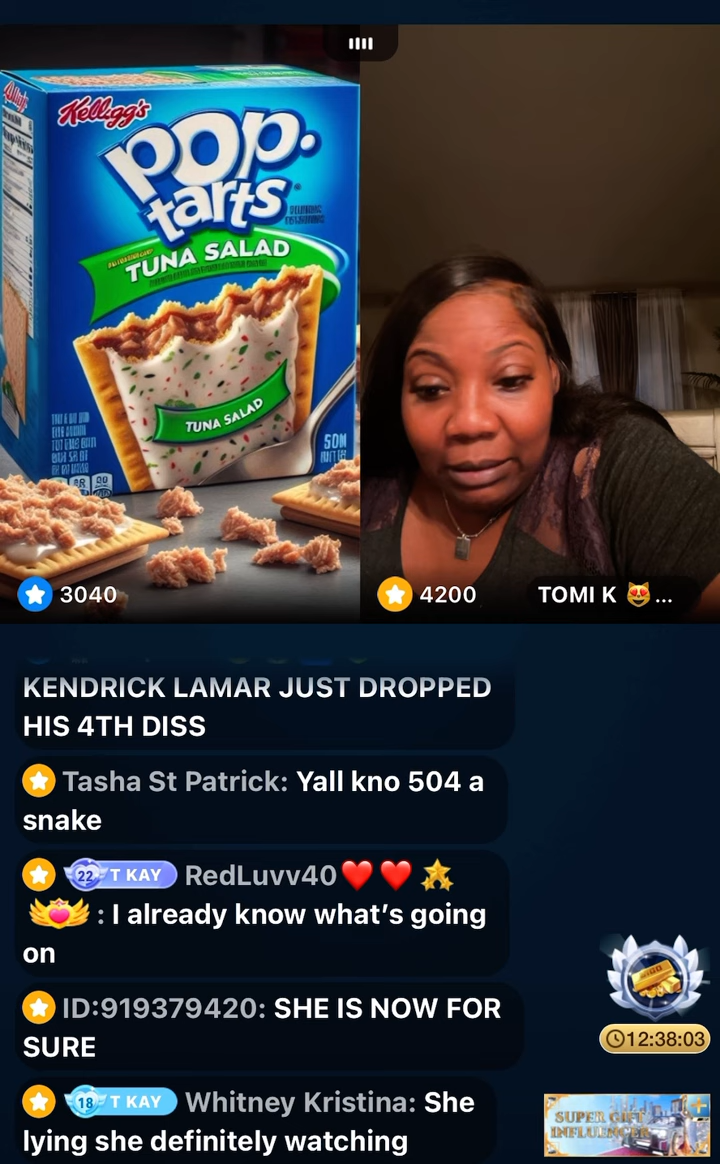 Kellogg's
pop.
tarts
TUNA SALAD
TUNA SALAD
3040
4200
TOMI K 😻...
KENDRICK LAMAR JUST DROPPED
HIS 4TH DISS
Tasha St Patrick: Yall kno 504 a
snake
22 T KAY RedLuvv40❤️❤️
: I already know what's going
on
ID:919379420: SHE IS NOW FOR
SURE
18 T KAY Whitney Kristina: She
lying she definitely watching
12:38:03
SUPER GIFT
INFLUENCER